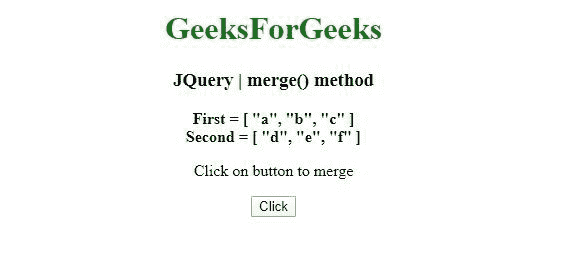 GeeksForGeeks
JQuery | merge() method
First = [ "a", "b", "c" ]
Second = [ "d", "e", "f" ]
Click on button to merge
Click